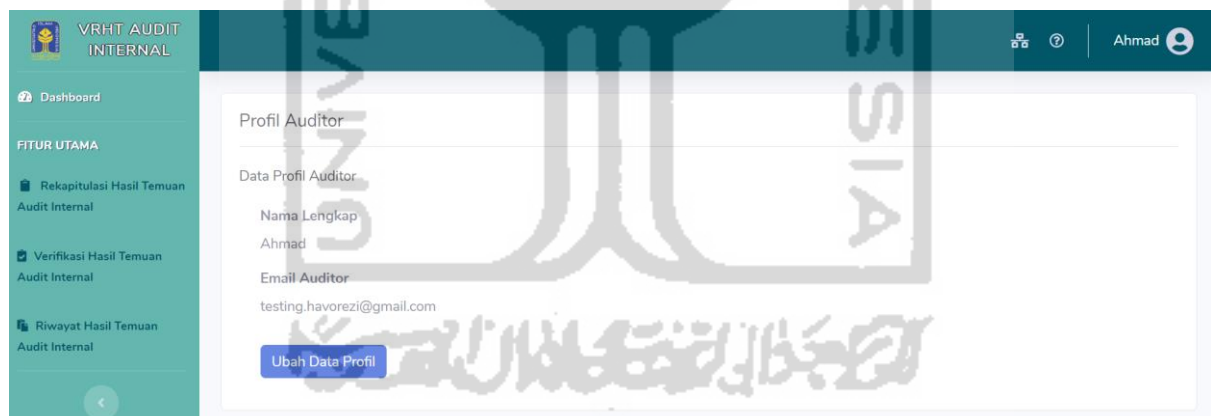 VRHT AUDIT
INTERNAL
Ahmad
Dashboard
FITUR UTAMA
Rekapitulasi Hasil Temuan
Audit Internal
Verifikasi Hasil Temuan
Audit Internal
Riwayat Hasil Temuan
Audit Internal
Profil Auditor
Data Profil Auditor
Nama Lengkap
Ahmad
Email Auditor
testing.havorezi@gmail.com
Ubah Data Profil